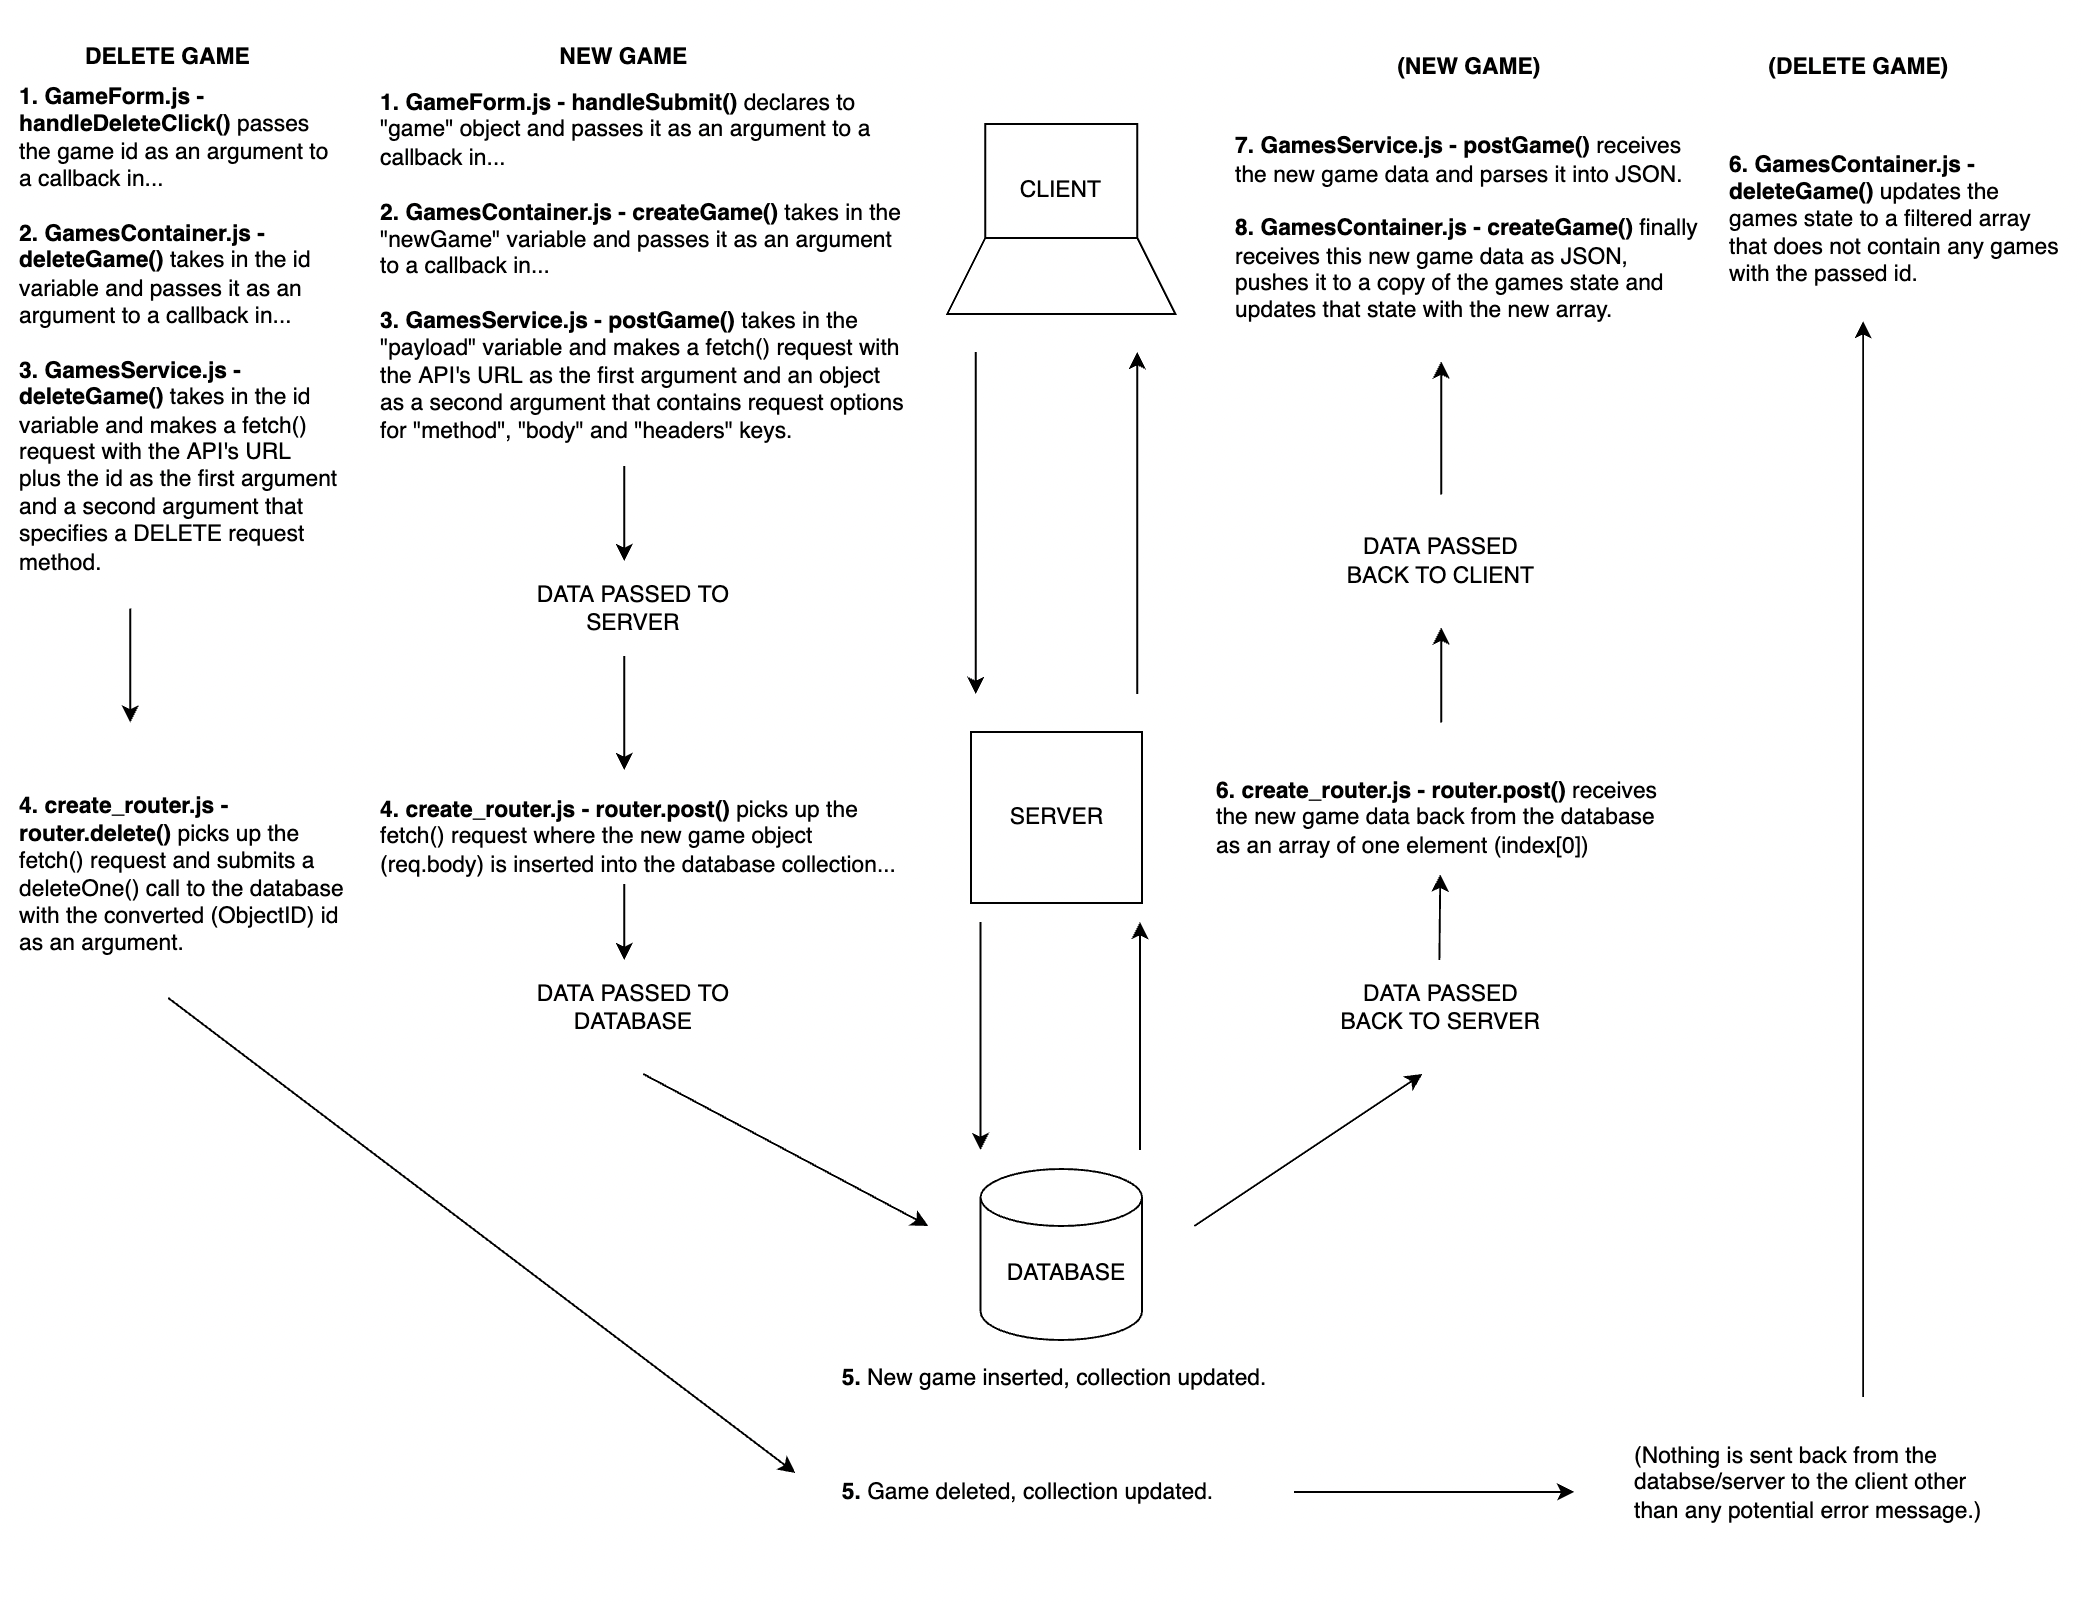 DELETE GAME
1. GameForm.js -
handleDeleteClick() passes
the game id as an argument to
a callback in...
2. GamesContainer.js -
deleteGame() takes in the id
variable and passes it as an
argument to a callback in...
3. GamesService.js -
deleteGame() takes in the id
variable and makes a fetch()
request with the API's URL
plus the id as the first argument
and a second argument that
specifies a DELETE request
method.
4. create_router.js -
router.delete() picks up the
fetch() request and submits a
deleteOne() call to the database
with the converted (ObjectID) id
as an argument.
NEW GAME
1. GameForm.js - handleSubmit() declares to
"game" object and passes it as an argument to a
callback in...
2. GamesContainer.js - createGame() takes in the
"newGame" variable and passes it as an argument
to a callback in...
3. GamesService.js - postGame() takes in the
"payload" variable and makes a fetch() request with
the API's URL as the first argument and an object
as a second argument that contains request options
for "method", "body" and "headers" keys.
DATA PASSED TO
SERVER
4. create_router.js - router.post() picks up the
fetch() request where the new game object
(req.body) is inserted into the database collection...
DATA PASSED TO
DATABASE
CLIENT
SERVER
DATABASE
5. New game inserted, collection updated.
5. Game deleted, collection updated.
(NEW GAME)
7. GamesService.js - postGame() receives
the new game data and parses it into JSON.
8. GamesContainer.js - createGame() finally
receives this new game data as JSON,
pushes it to a copy of the games state and
updates that state with the new array.
DATA PASSED
BACK TO CLIENT
6. create_router.js - router.post() receives
the new game data back from the database
as an array of one element (index[0])
DATA PASSED
BACK TO SERVER
(DELETE GAME)
6. GamesContainer.js -
deleteGame() updates the
games state to a filtered array
that does not contain any games
with the passed id.
(Nothing is sent back from the
databse/server to the client other
than any potential error message.)